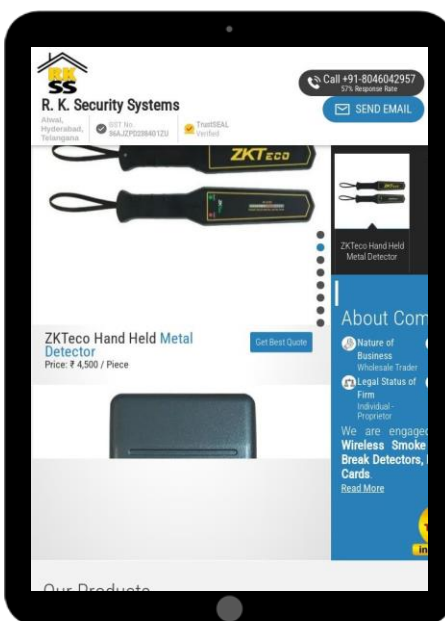 RK
SS
R. K. Security Systems
Alwal,
Hyderabad,
Telangana
GST No.
TrustSEAL
Verified
Call +91-8046042957
57% Response Rate
SEND EMAIL
ZKTECO
ZKTeco Hand Held
Metal Detector
ZKTeco Hand Held Metal
Detector
Price: ₹ 4,500 / Piece
Get Best Quote
About Com
Nature of
Business
Wholesale Trader
Legal Status of
Firm
Individual -
Proprietor
We are engaged
Wireless Smoke
Break Detectors,
Cards.
Read More
in
Our Products